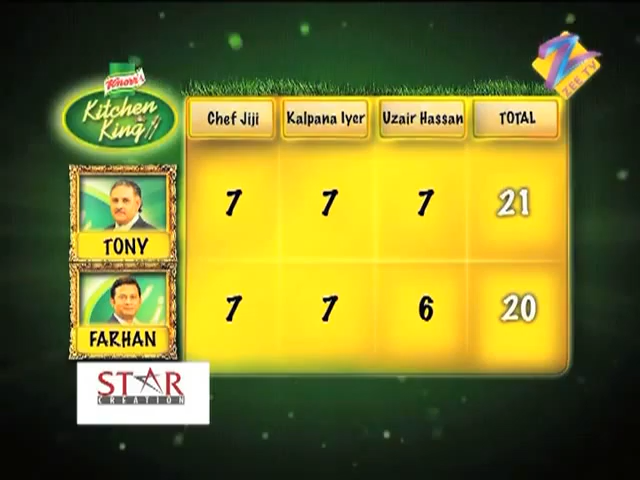 ZEE TV
Knorr
Kitchen
King
Chef Jiji Kalpana Iyer Uzair Hassan TOTAL
TONY 7 7 7 21
FARHAN 7 7 6 20
STAR
CREATION